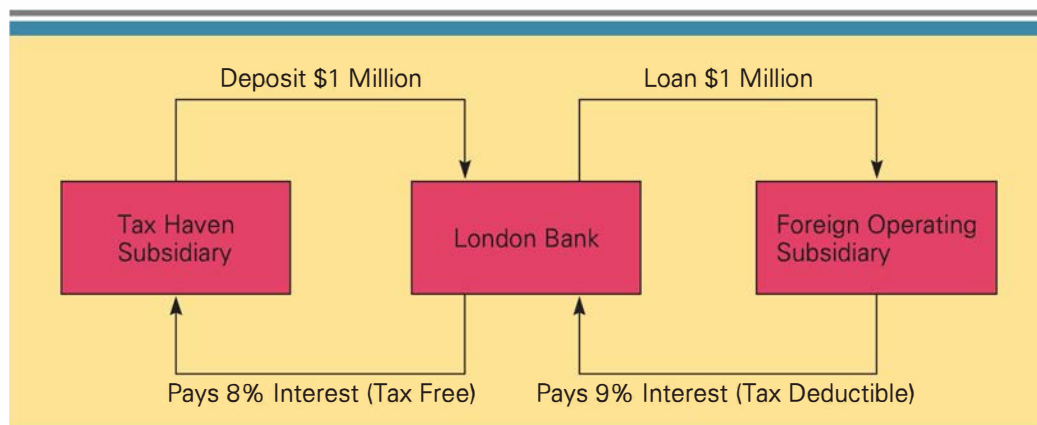 Deposit $1 Million
Loan $1 Million
Tax Haven
Subsidiary
London Bank
Foreign Operating
Subsidiary
Pays 8% Interest (Tax Free)
Pays 9% Interest (Tax Deductible)